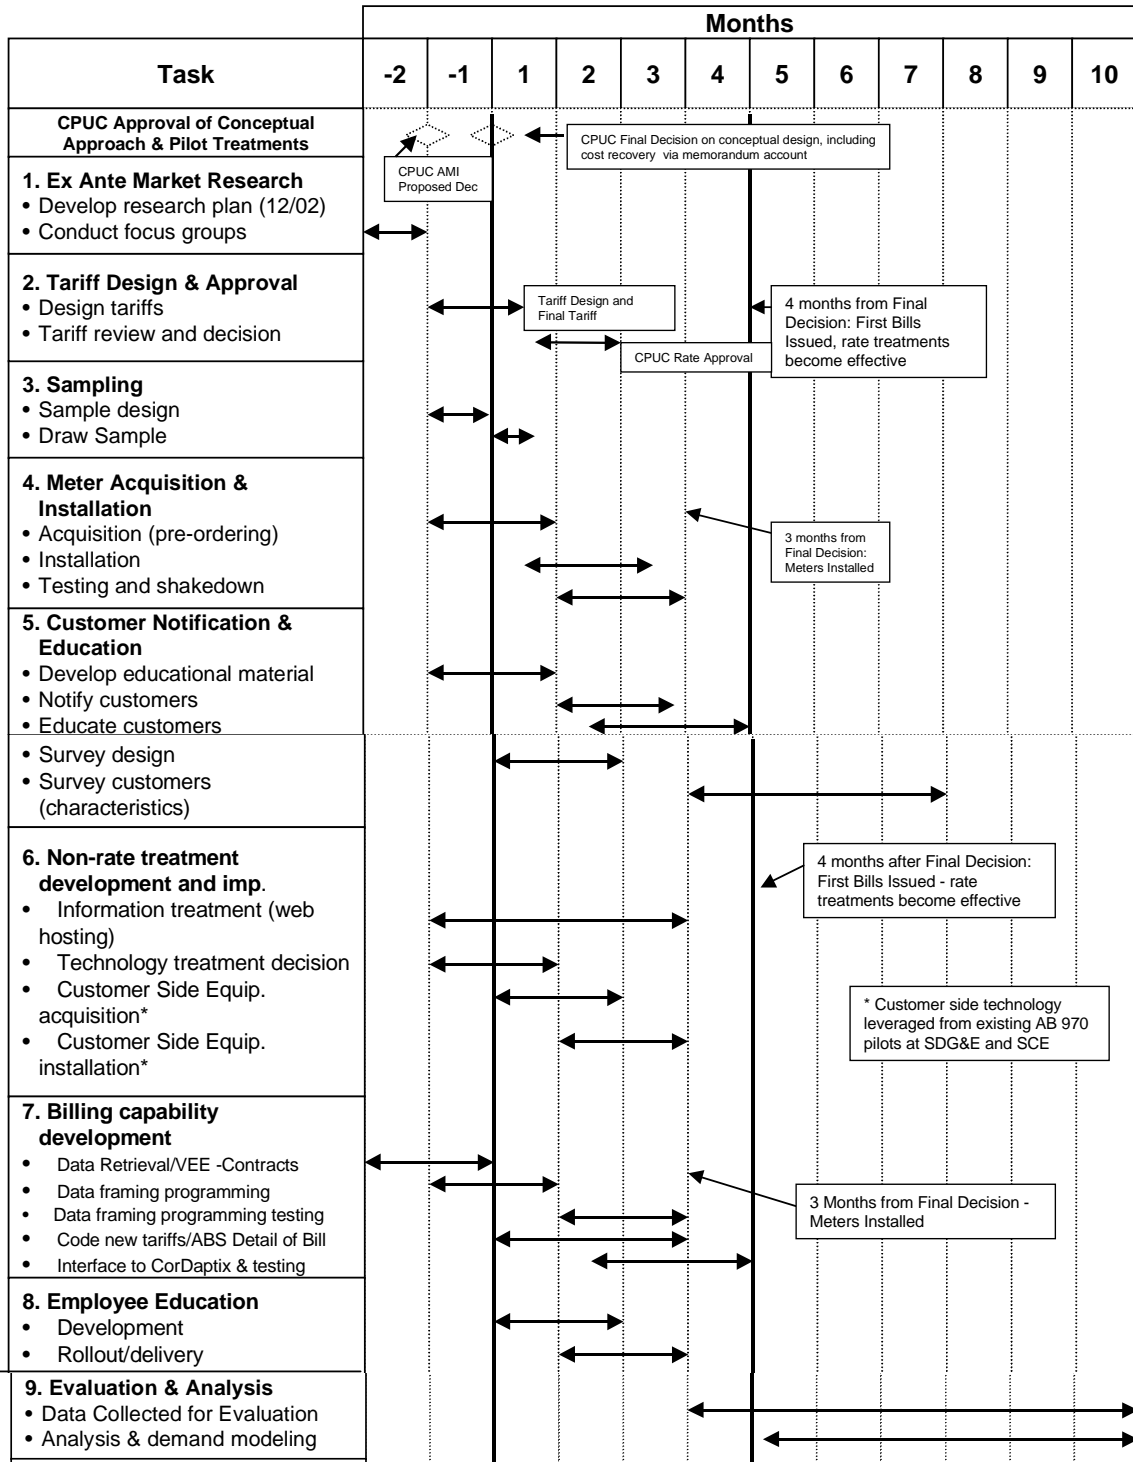 Months
Task
-2
-1
1
2
3
4
5
6
7
8
9
10
CPUC Approval of Conceptual
Approach & Pilot Treatments
CPUC Final Decision on conceptual design, including
cost recovery via memorandum account
CPUC AMI
Proposed Dec
1. Ex Ante Market Research
• Develop research plan (12/02)
• Conduct focus groups
2. Tariff Design & Approval
• Design tariffs
• Tariff review and decision
Tariff Design and
Final Tariff
CPUC Rate Approval
4 months from Final
Decision: First Bills
Issued, rate treatments
become effective
3. Sampling
• Sample design
• Draw Sample
4. Meter Acquisition &
Installation
• Acquisition (pre-ordering)
• Installation
• Testing and shakedown
3 months from
Final Decision:
Meters Installed
5. Customer Notification &
Education
• Develop educational material
• Notify customers
• Educate customers
• Survey design
• Survey customers
(characteristics)
6. Non-rate treatment
development and imp.
• Information treatment (web
hosting)
• Technology treatment decision
• Customer Side Equip.
acquisition*
• Customer Side Equip.
installation*
4 months after Final Decision:
First Bills Issued - rate
treatments become effective
* Customer side technology
leveraged from existing AB 970
pilots at SDG&E and SCE
7. Billing capability
development
• Data Retrieval/VEE -Contracts
• Data framing programming
• Data framing programming testing
• Code new tariffs/ABS Detail of Bill
• Interface to CorDaptix & testing
3 Months from Final Decision -
Meters Installed
8. Employee Education
• Development
• Rollout/delivery
9. Evaluation & Analysis
• Data Collected for Evaluation
• Analysis & demand modeling